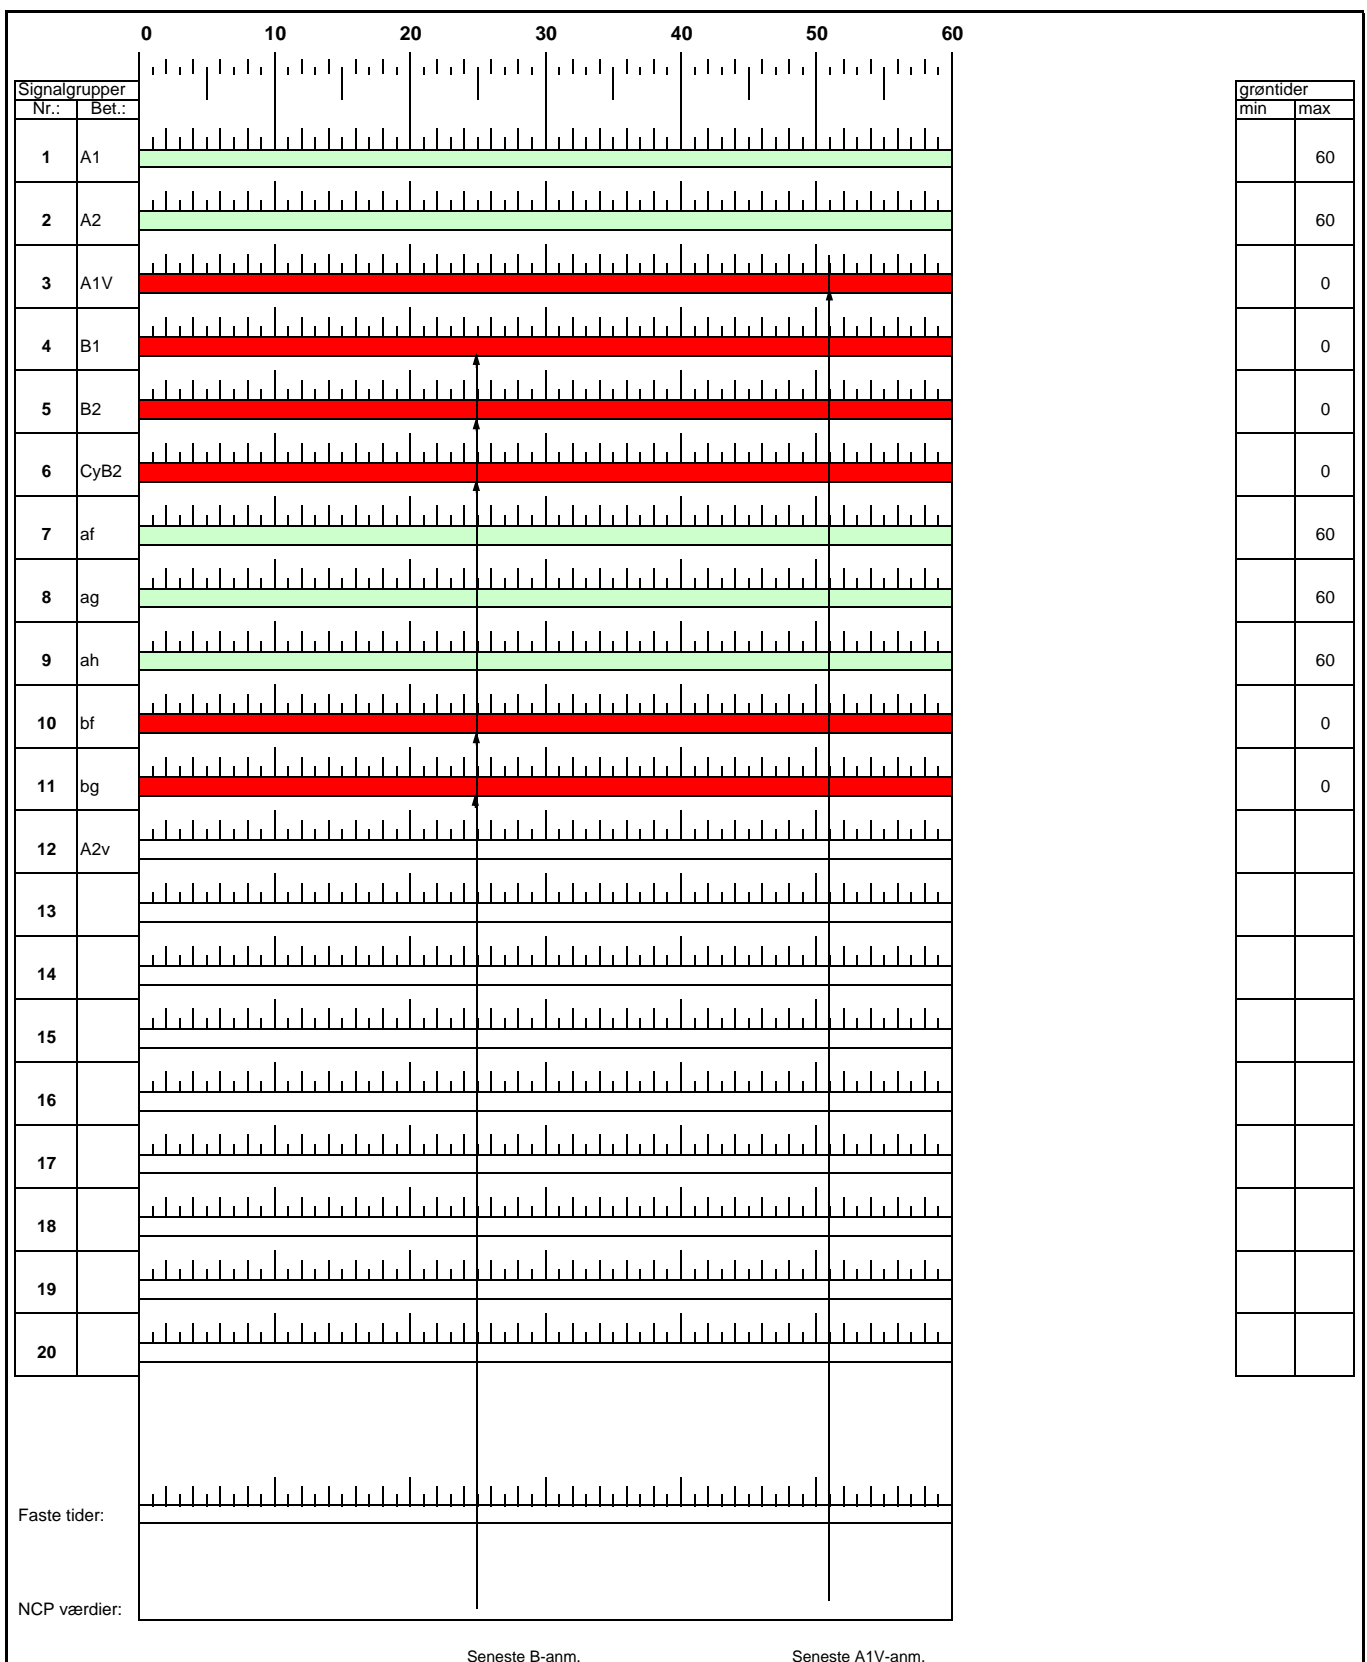 0 10 20 30 40 50 60
Signalgrupper grøntider
Nr.: Bet.: min max
1 A1 60
2 A2 60
3 A1V 0
4 B1 0
5 B2 0
6 CyB2 0
7 af 60
8 ag 60
9 ah 60
10 bf 0
11 bg 0
12 A2v
13
14
15
16
17
18
19
20
Faste tider:
NCP værdier:
Seneste B-anm. Seneste A1V-anm.